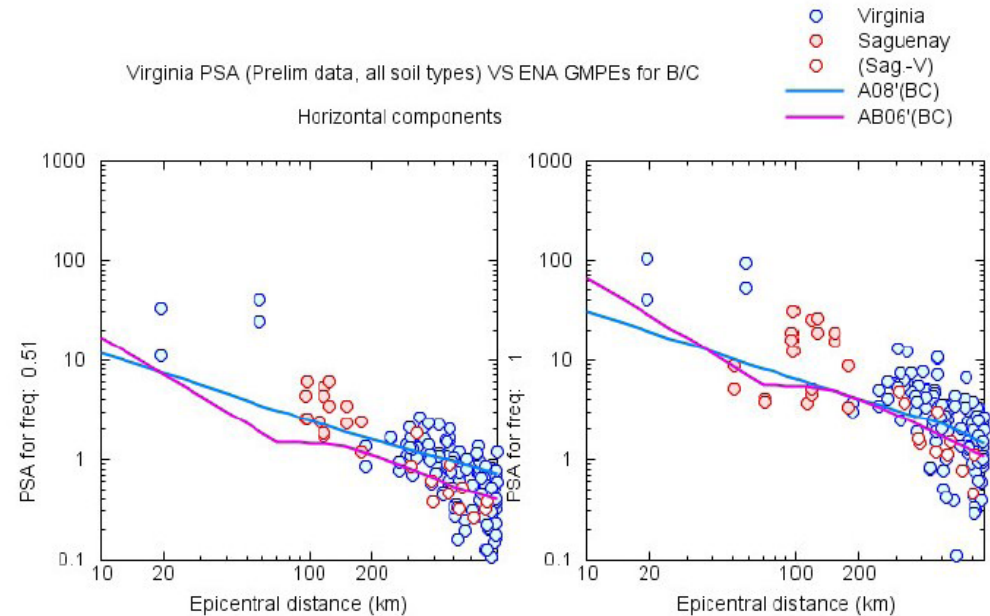 Virginia
Saguenay
(Sag.-V)
A08'(BC)
AB06'(BC)
Virginia PSA (Prelim data, all soil types) VS ENA GMPEs for B/C
Horizontal components
PSA for freq: 0.51
1000
100
10
1
0.1
10
20
100
200
Epicentral distance (km)
PSA for freq: 1
1000
100
10
1
0.1
10
20
100
200
Epicentral distance (km)